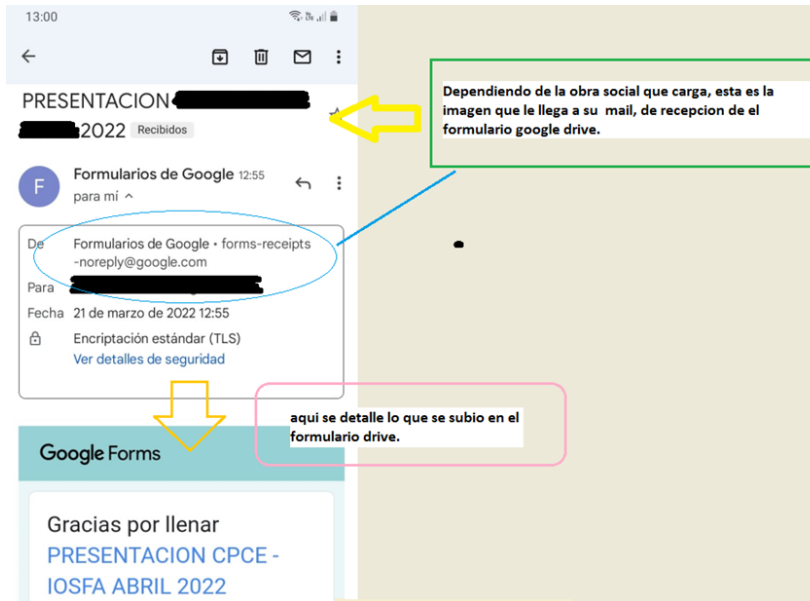 13:00
PRESENTACION
2022 Recibidos
Dependiendo de la obra social que carga, esta es la
imagen que le llega a su mail, de recepcion de el
formulario google drive.
F
Formularios de Google 12:55
para mí
De Formularios de Google • forms-receipts
-noreply@google.com
Para
Fecha 21 de marzo de 2022 12:55
Encriptación estándar (TLS)
Ver detalles de seguridad
aqui se detalle lo que se subio en el
formulario drive.
Google Forms
Gracias por llenar
PRESENTACION CPCE -
IOSFA ABRIL 2022